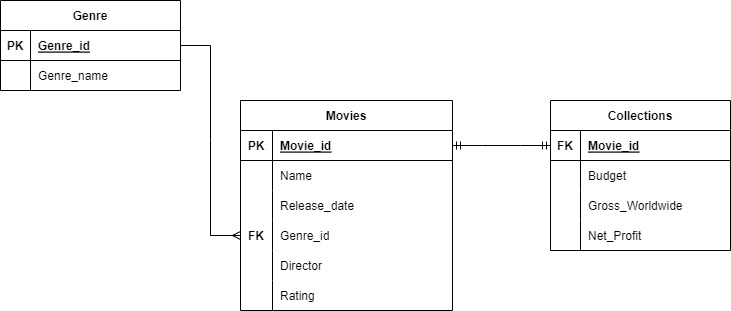 Genre
PK Genre_id
Genre_name
Movies
PK Movie_id
Name
Release_date
FK Genre_id
Director
Rating
Collections
FK Movie_id
Budget
Gross_Worldwide
Net_Profit